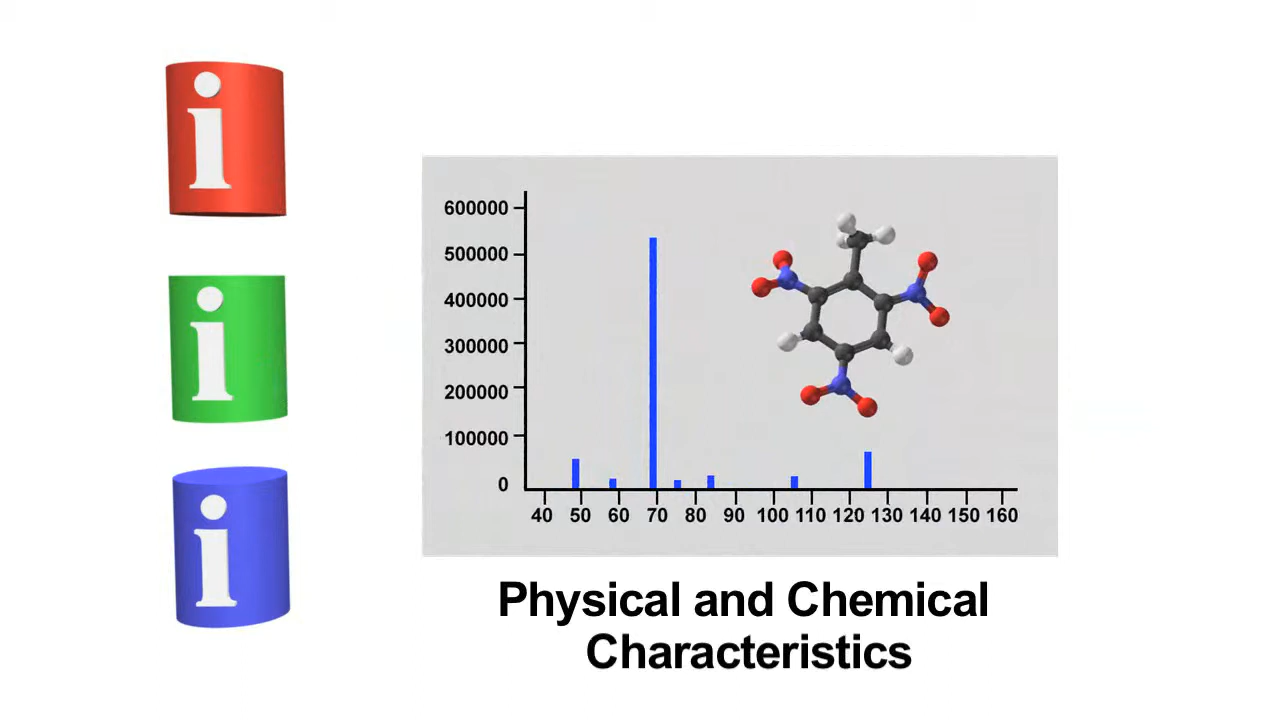 i
i
i
600000
500000
400000
300000
200000
100000
0
40 50 60 70 80 90 100 110 120 130 140 150 160
Physical and Chemical
Characteristics